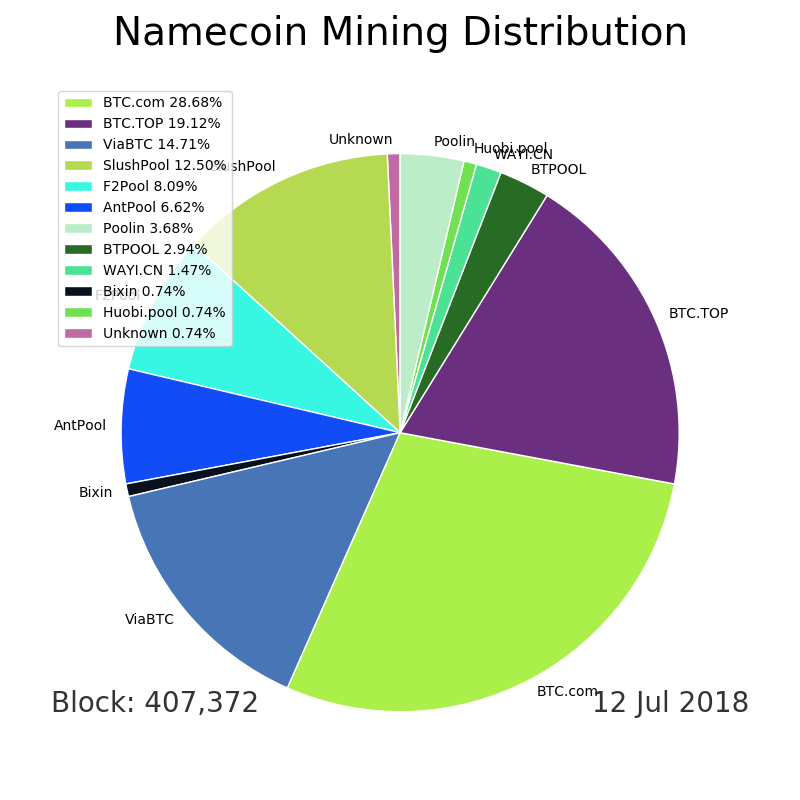 Namecoin Mining Distribution
BTC.com 28.68%
BTC.TOP 19.12%
ViaBTC 14.71%
SlushPool 12.50%
F2Pool 8.09%
AntPool 6.62%
Poolin 3.68%
BTPOOL 2.94%
WAYI.CN 1.47%
Bixin 0.74%
Huobi.pool 0.74%
Unknown 0.74%
Unknown
Poolin
Huobi.pool
WAYI.CN
BTPOOL
SlushPool
F2Pool
BTC.TOP
AntPool
Bixin
ViaBTC
BTC.com
Block: 407,372
12 Jul 2018